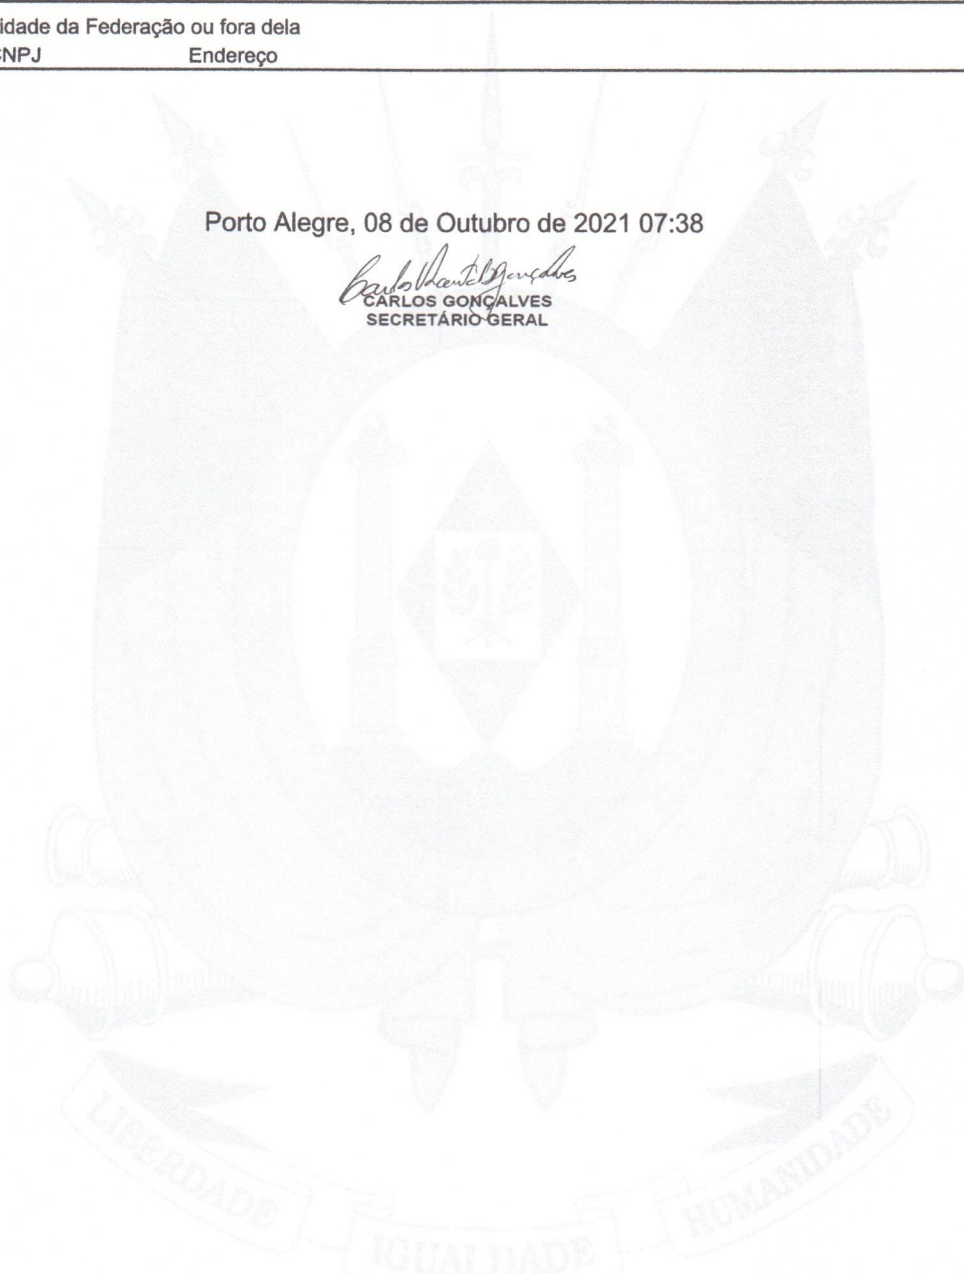 idade da Federação ou fora dela
CNPJ Endereço
Porto Alegre, 08 de Outubro de 2021 07:38
CARLOS GONÇALVES
SECRETÁRIO GERAL
LIBERDADE
IGUALDADE
HUMANIDADE